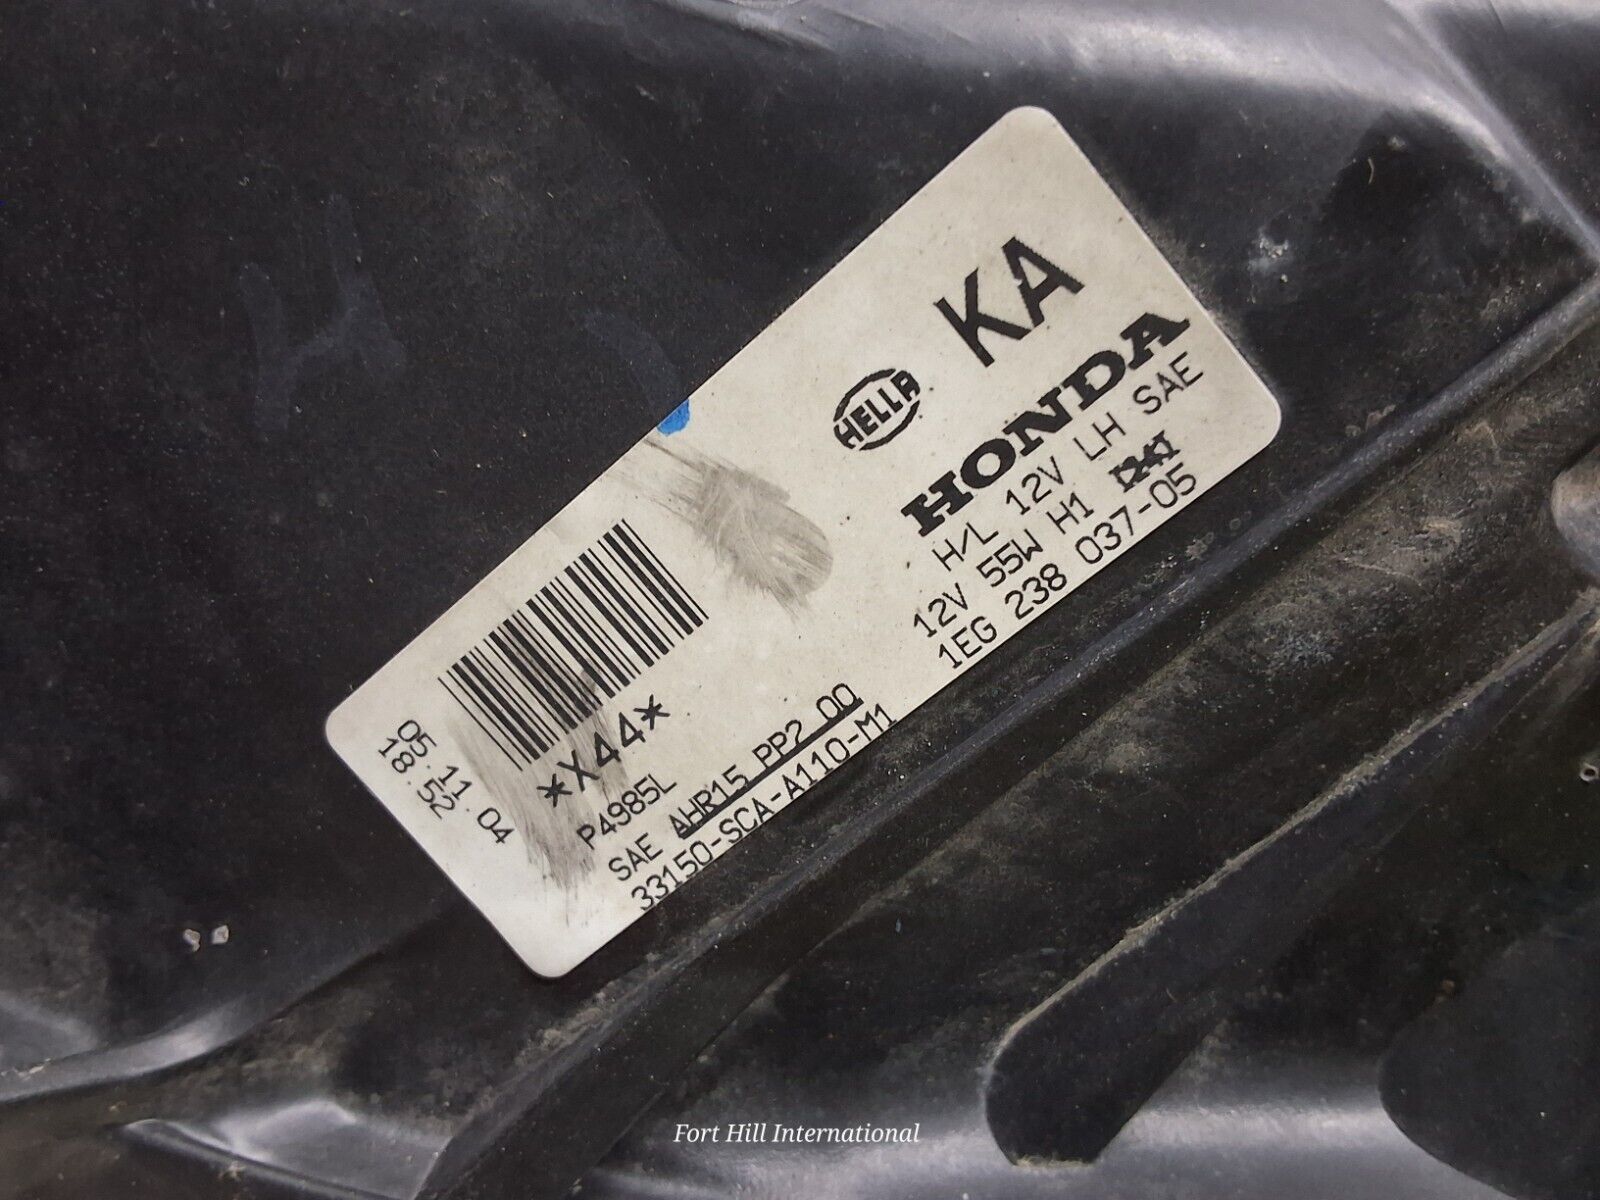 KA
HELLA
HONDA
H/L 12V LH SAE
12V 55W H1
1EG 238 037-05
*X44*
P4985L
SAE AHR15 PP2 0Q
33150-SCA-A110-M1
05.11.04
18.52
Fort Hill International